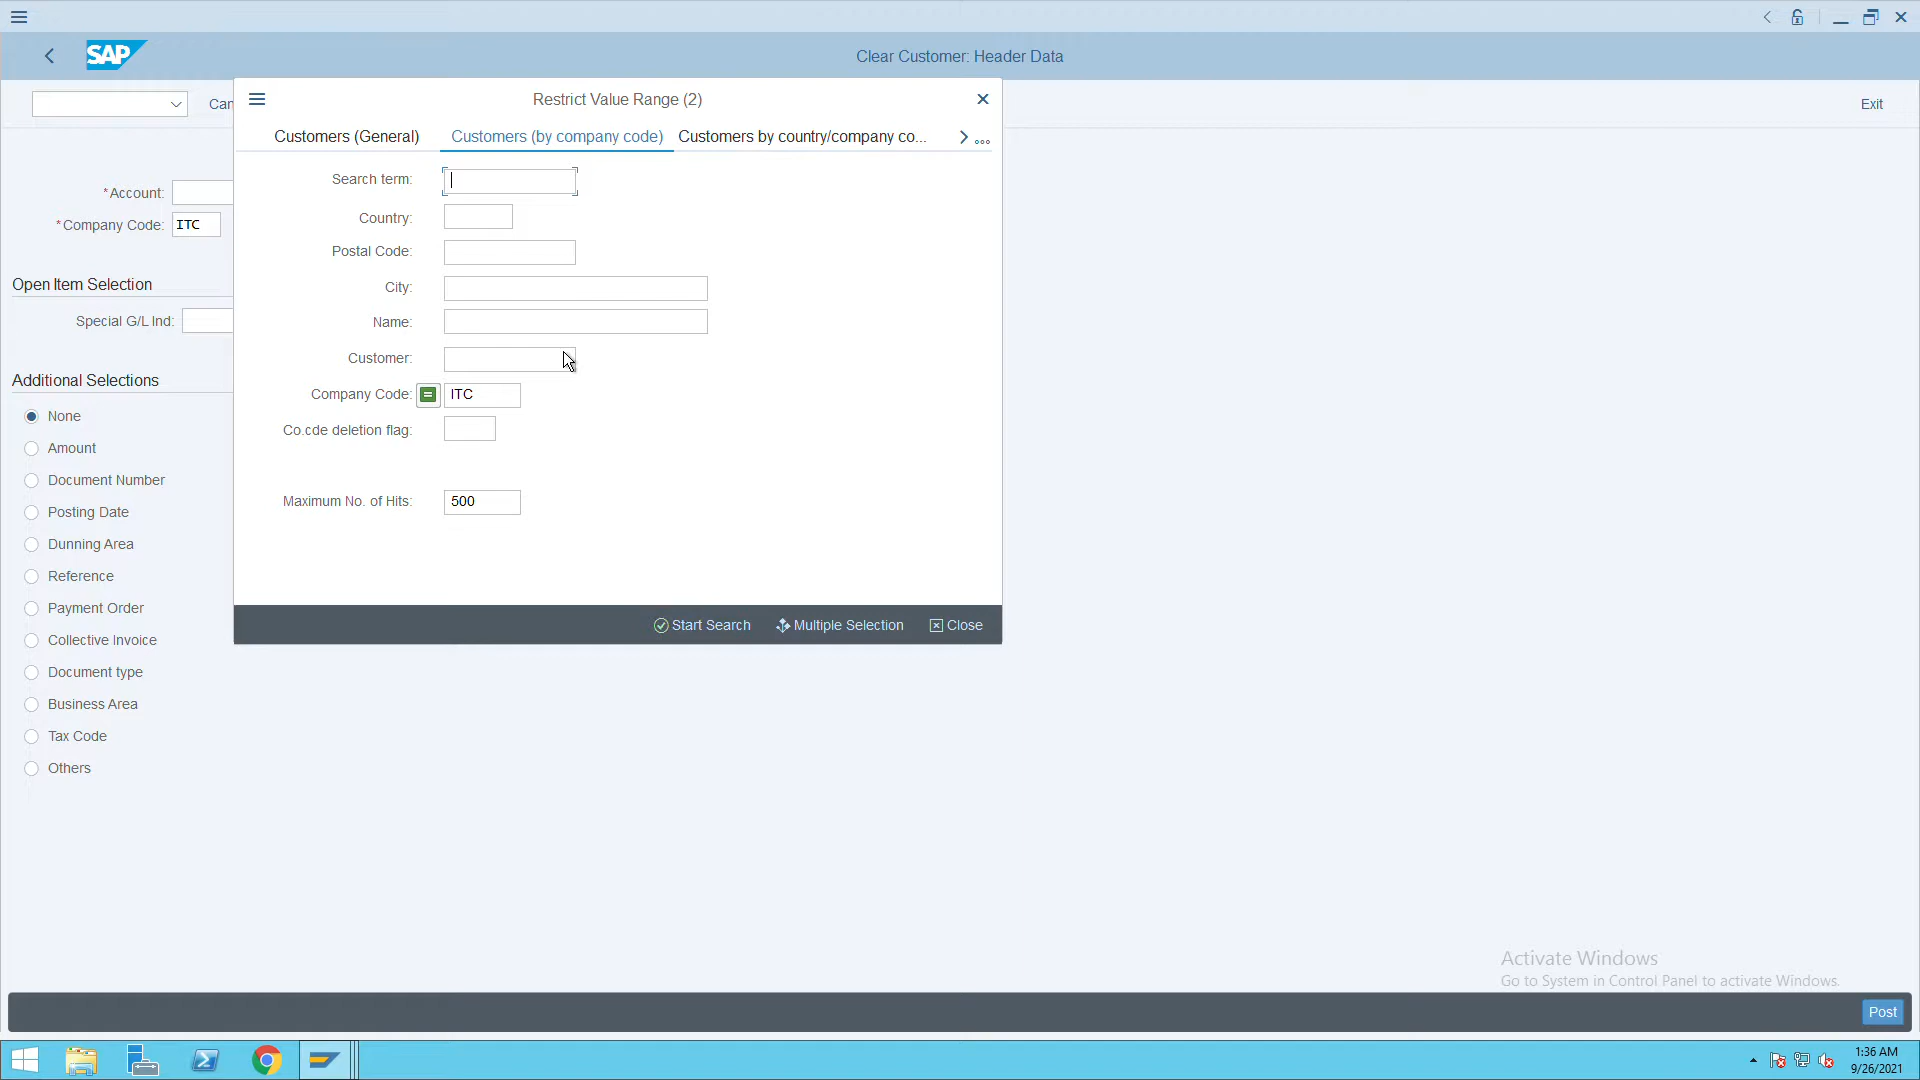 SAP
Clear Customer: Header Data
Can
Exit
Restrict Value Range (2)
Customers (General)
Customers (by company code)
Customers by country/company co...
*Account:
*Company Code: ITC
Open Item Selection
Special G/L Ind:
Additional Selections
None
Amount
Document Number
Posting Date
Dunning Area
Reference
Payment Order
Collective Invoice
Document type
Business Area
Tax Code
Others
Search term:
Country:
Postal Code:
City:
Name:
Customer:
Company Code: ITC
Co.cde deletion flag:
Maximum No. of Hits: 500
Start Search
Multiple Selection
Close
Activate Windows
Go to System in Control Panel to activate Windows.
Post
1:36 AM
9/26/2021